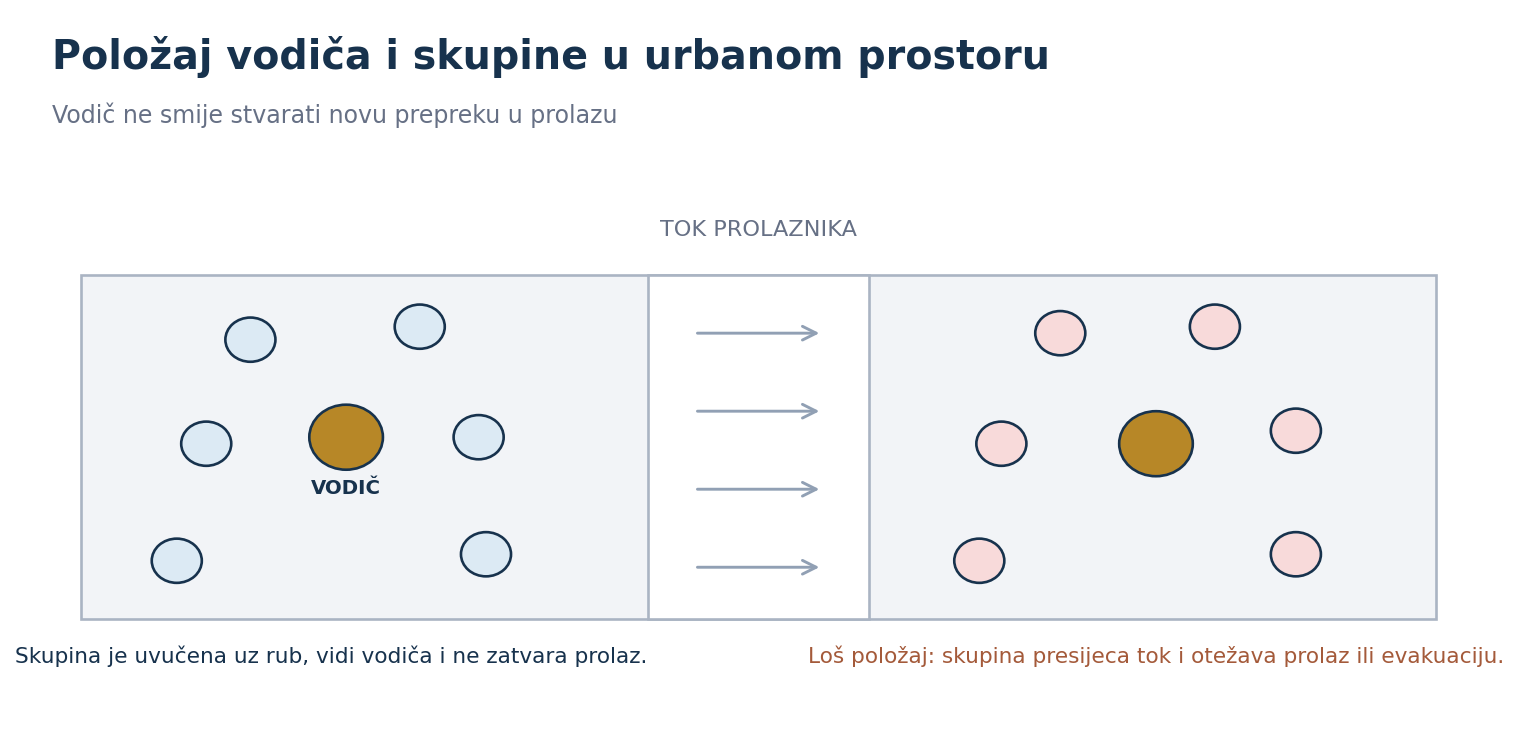 Položaj vodiča i skupine u urbanom prostoru
Vodič ne smije stvarati novu prepreku u prolazu
TOK PROLAZNIKA
VODIČ
Skupina je uvučena uz rub, vidi vodiča i ne zatvara prolaz.
Loš položaj: skupina presijeca tok i otežava prolaz ili evakuaciju.